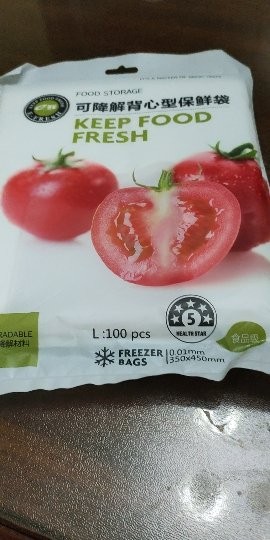 FOOD STORAGE
可降解背心型保鲜袋
KEEP FOOD
FRESH
5
HEALTH STAR
RADABLE
L:100 pcs
食品级
FREEZER
BAGS
0.01mm
350x450mm